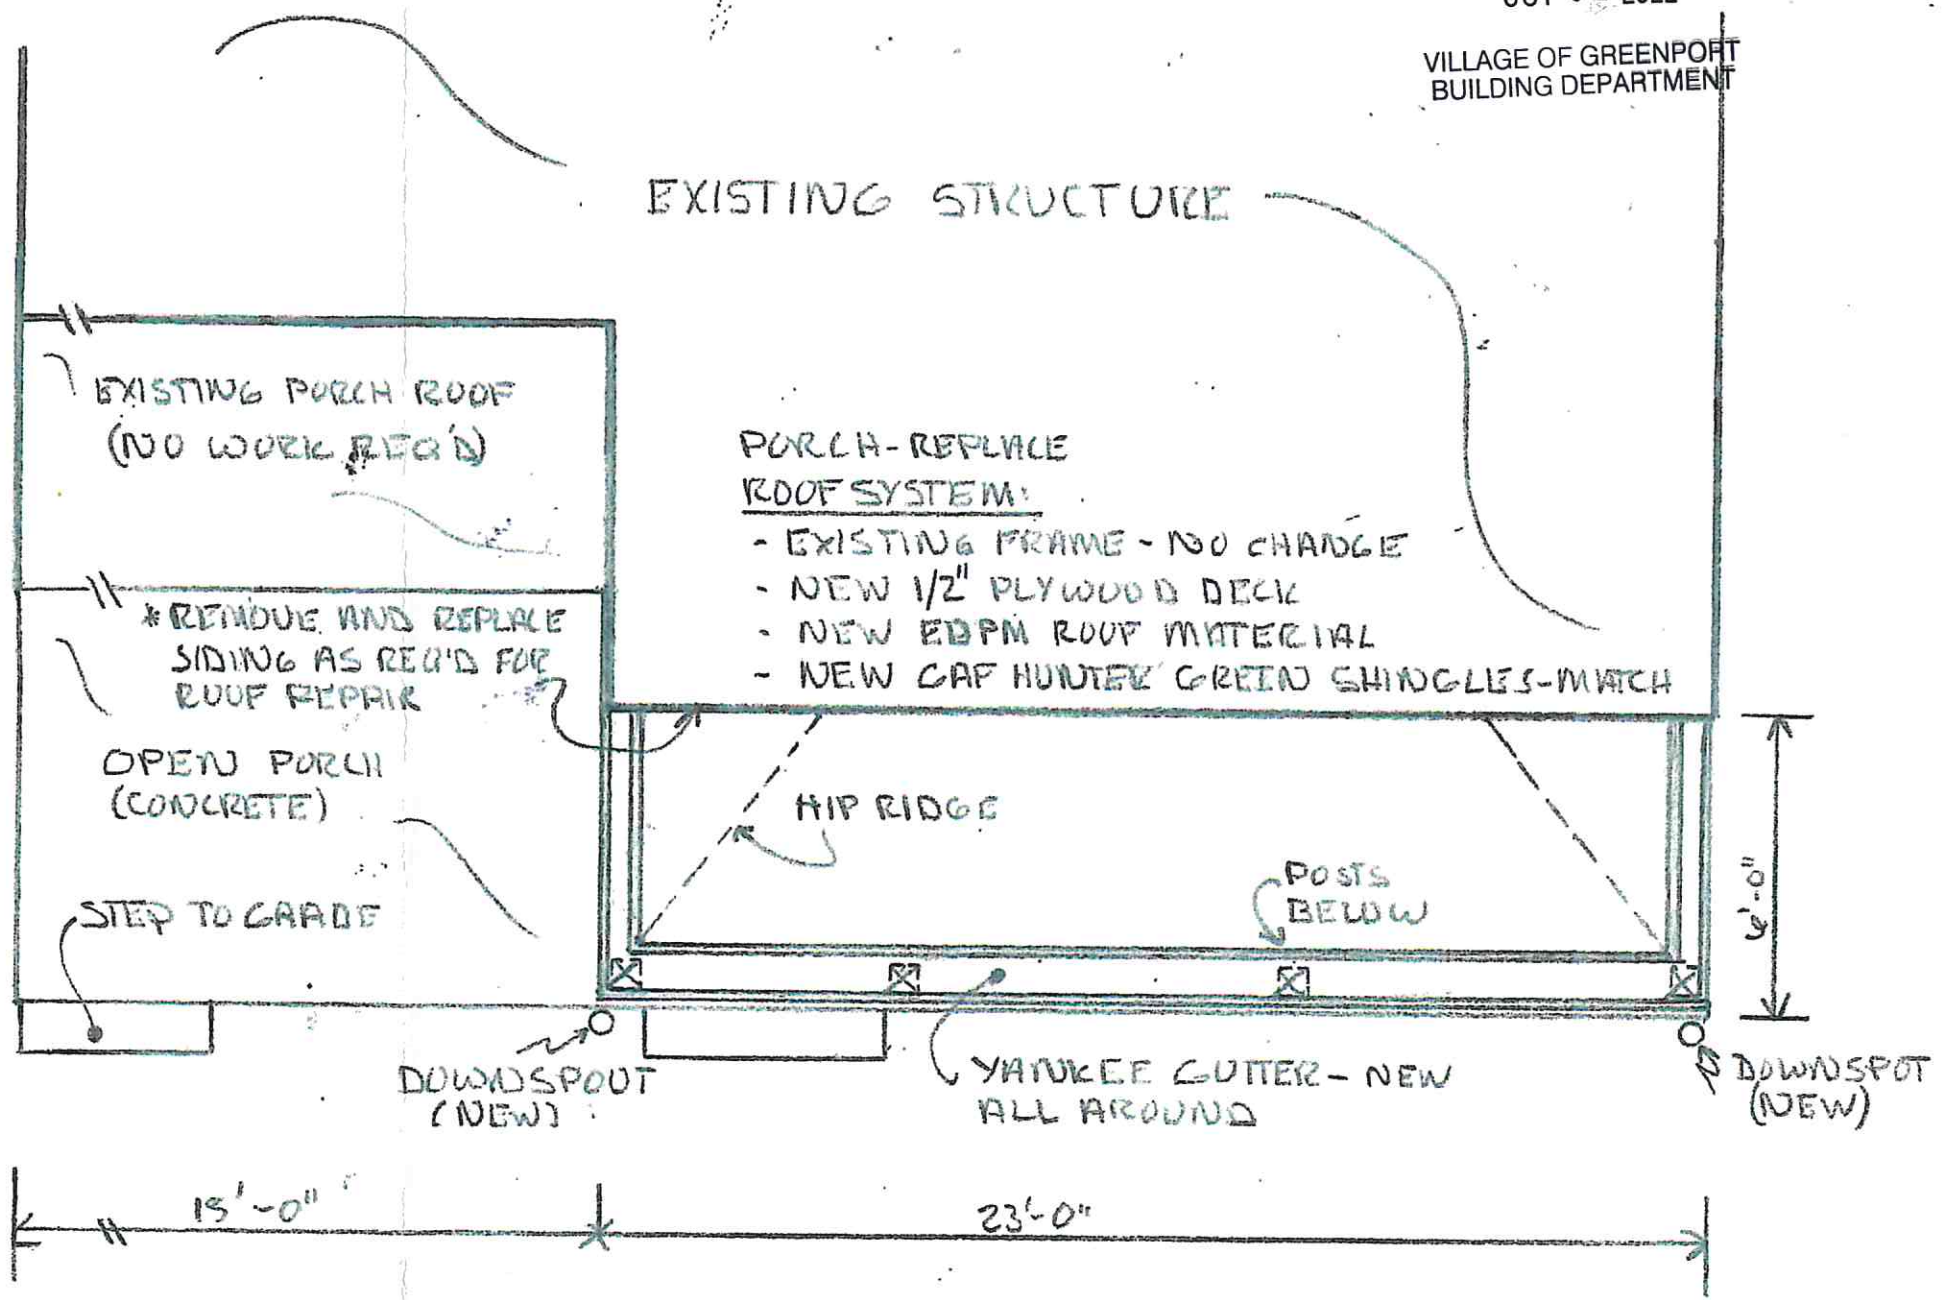 VILLAGE OF GREENPORT
BUILDING DEPARTMENT
EXISTING STRUCTURE
EXISTING PORCH ROOF
(NO WORK REQ'D)
PORCH-REPLACE
ROOF SYSTEM:
- EXISTING FRAME - NO CHANGE
- NEW 1/2" PLYWOOD DECK
- NEW EDPM ROOF MATERIAL
- NEW GAF HUNTER GREEN SHINGLES-MATCH
*REMOVE AND REPLACE
SIDING AS REQ'D FOR
ROOF REPAIR
OPEN PORCH
(CONCRETE)
HIP RIDGE
POSTS
BELOW
6'-0"
STEP TO GRADE
DOWNSPOUT
(NEW)
YANKEE GUTTER - NEW
ALL AROUND
DOWNSPOT
(NEW)
15'-0"
23'-0"